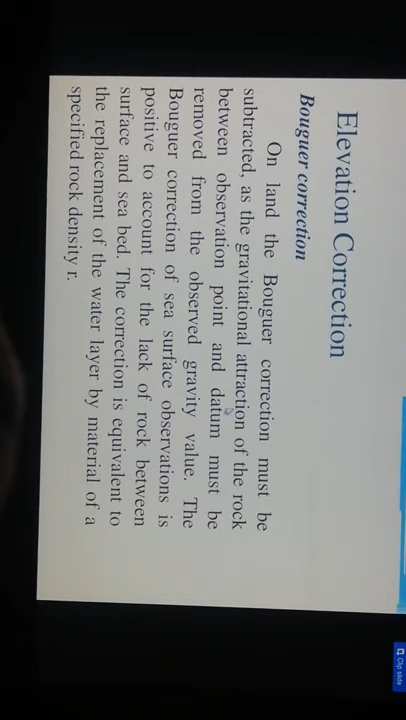 Elevation Correction
Bouguer correction
On land the Bouguer correction must be
subtracted, as the gravitational attraction of the rock
between observation point and datum must be
removed from the observed gravity value. The
Bouguer correction of sea surface observations is
positive to account for the lack of rock between
surface and sea bed. The correction is equivalent to
the replacement of the water layer by material of a
specified rock density r.
Clip slide